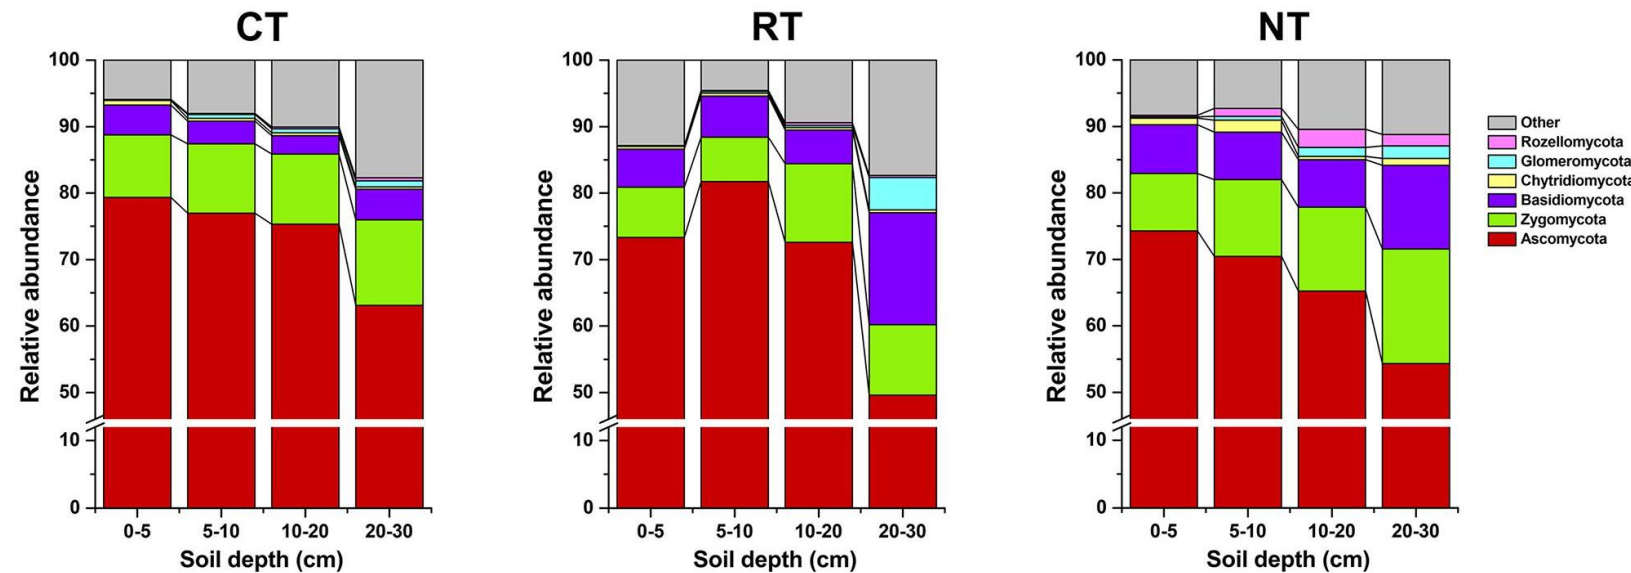 CT
RT
NT
100
90
80
70
60
50
10
0
Relative abundance
0-5
5-10
10-20
20-30
Soil depth (cm)
100
90
80
70
60
50
10
0
Relative abundance
0-5
5-10
10-20
20-30
Soil depth (cm)
100
90
80
70
60
50
10
0
Relative abundance
0-5
5-10
10-20
20-30
Soil depth (cm)
Other
Rozellomycota
Glomeromycota
Chytridiomycota
Basidiomycota
Zygomycota
Ascomycota